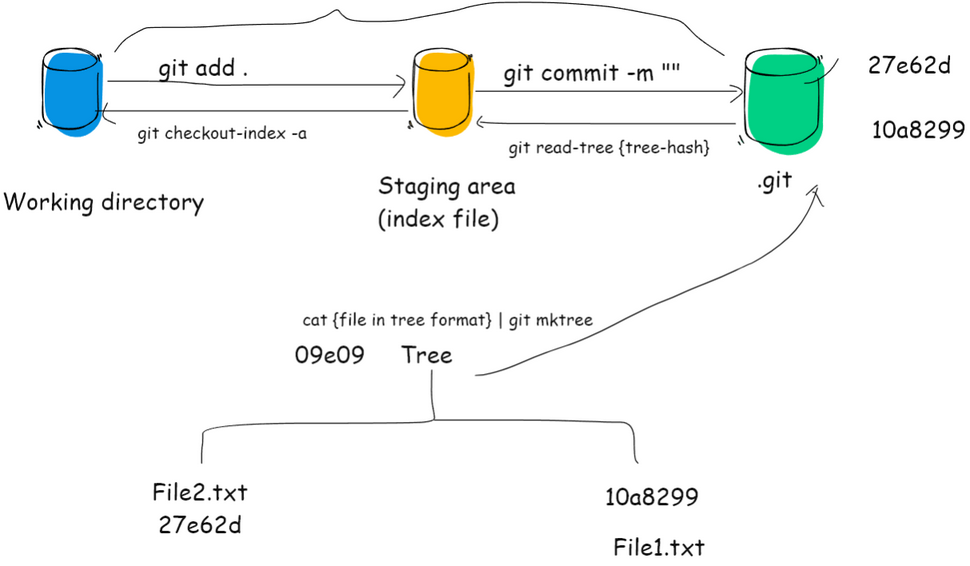 git add .
git commit -m ""
27e62d
git checkout-index -a
git read-tree {tree-hash}
10a8299
Working directory
Staging area
(index file)
.git
cat {file in tree format} | git mktree
09e09 Tree
File2.txt
27e62d
10a8299
File1.txt